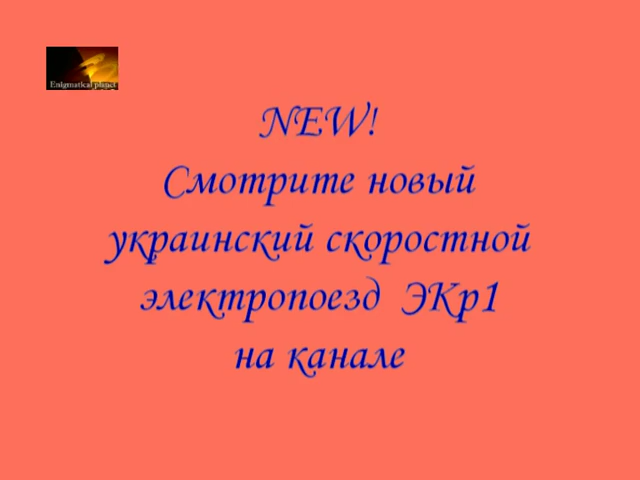 Enigmatical planet
NEW!
Смотрите новый
украинский скоростной
электропоезд ЭКр1
на канале